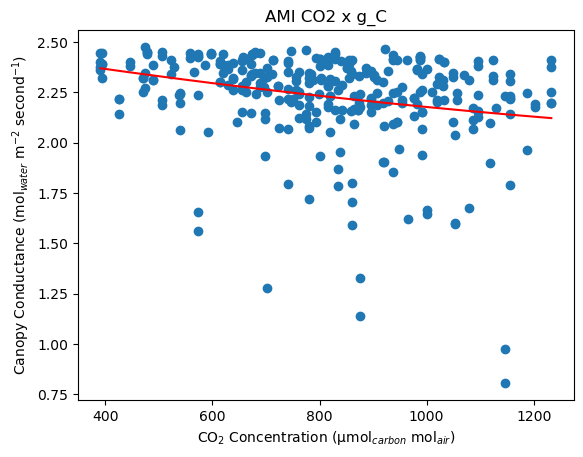 AMI CO2 x g_C
2.50
2.25
2.00
1.75
1.50
1.25
1.00
0.75
Canopy Conductance (mol_water m⁻² second⁻¹)
400 600 800 1000 1200
CO₂ Concentration (μmol_carbon mol_air)